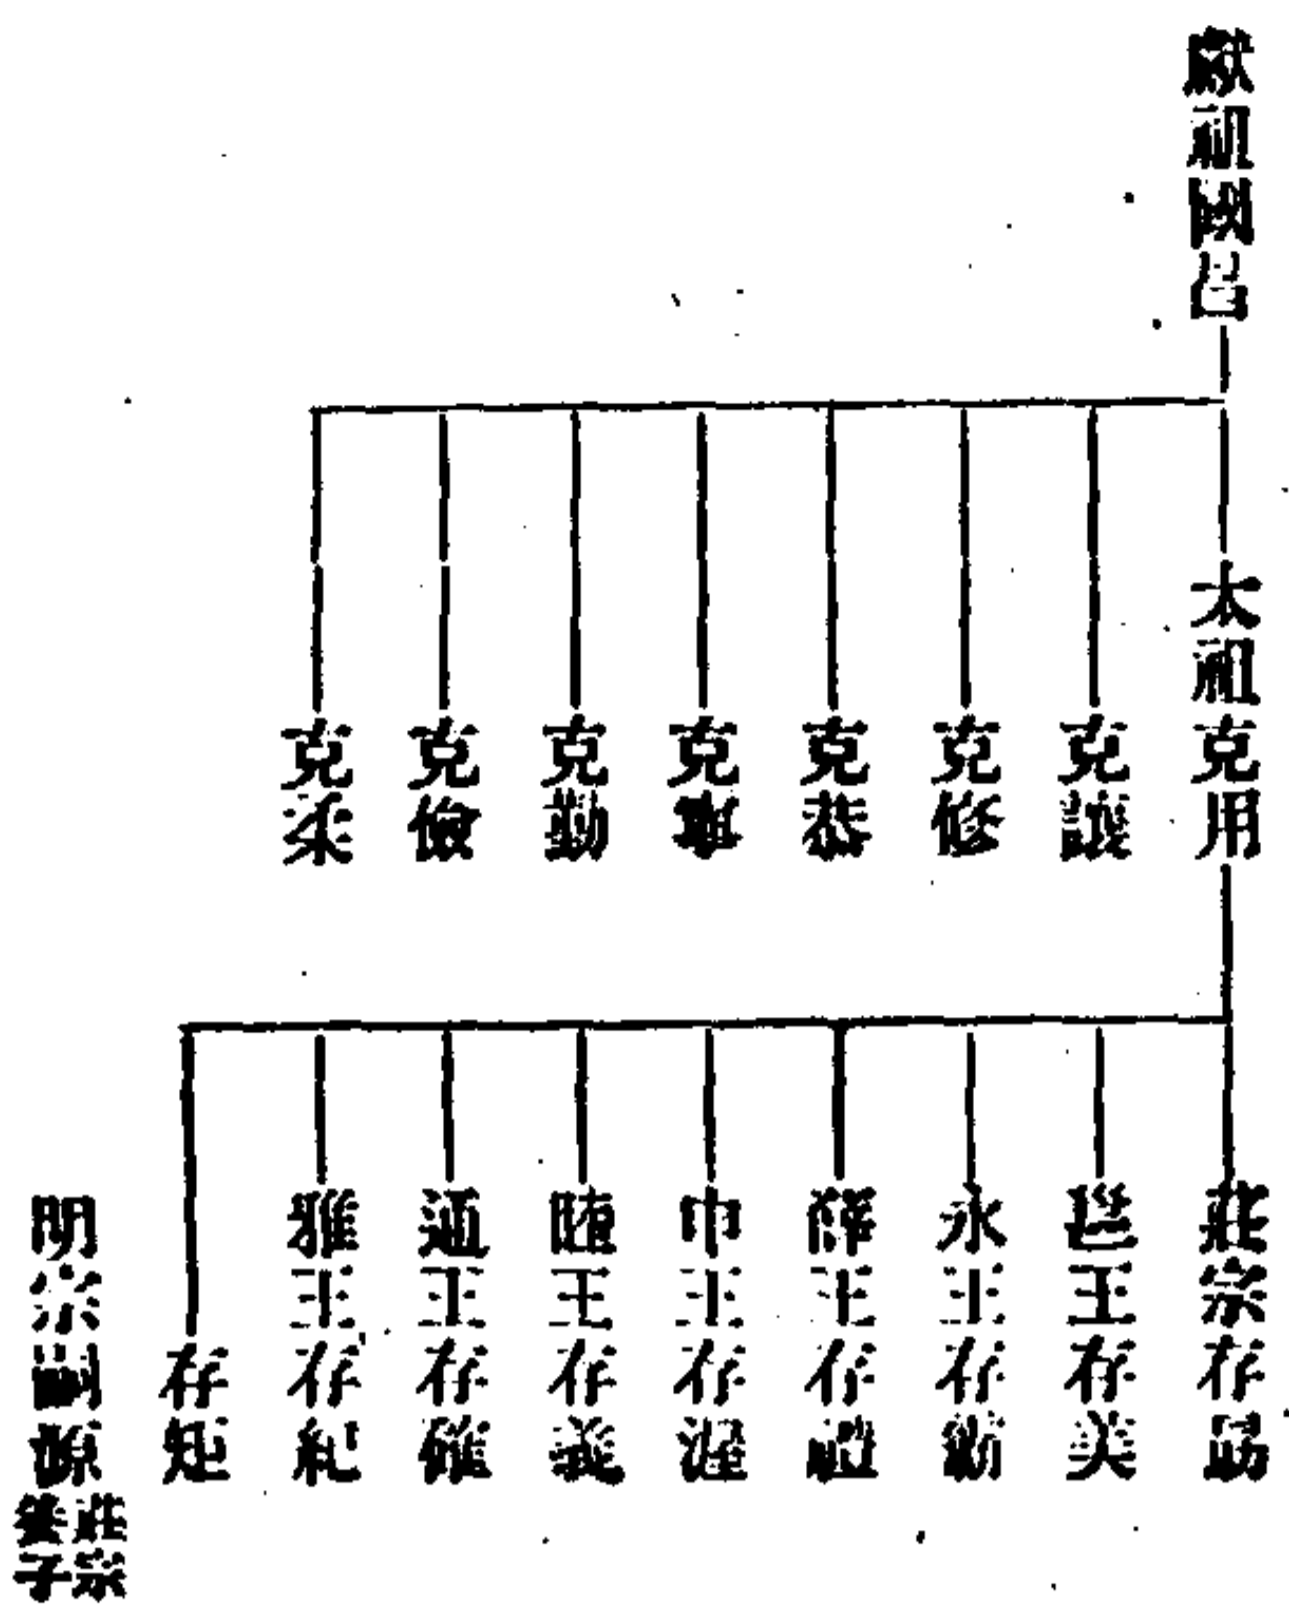 獻祖國昌
太祖克用
克讓
克修
克恭
克寧
克勤
克儉
克柔
莊宗存勗
邕王存美
永王存霸
薛王存禮
申王存渥
睦王存義
通王存確
雅王存紀
存矩
明宗嗣源莊宗養子